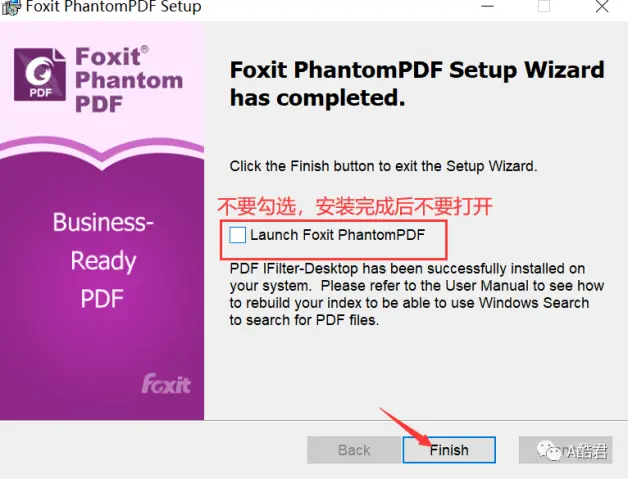 Foxit PhantomPDF Setup
Foxit®
Phantom
PDF
PDF
Business-
Ready
PDF
Foxit
Foxit PhantomPDF Setup Wizard
has completed.
Click the Finish button to exit the Setup Wizard.
不要勾选，安装完成后不要打开
Launch Foxit PhantomPDF
PDF IFilter-Desktop has been successfully installed on
your system. Please refer to the User Manual to see how
to rebuild your index to be able to use Windows Search
to search for PDF files.
Back
Finish
A酷君